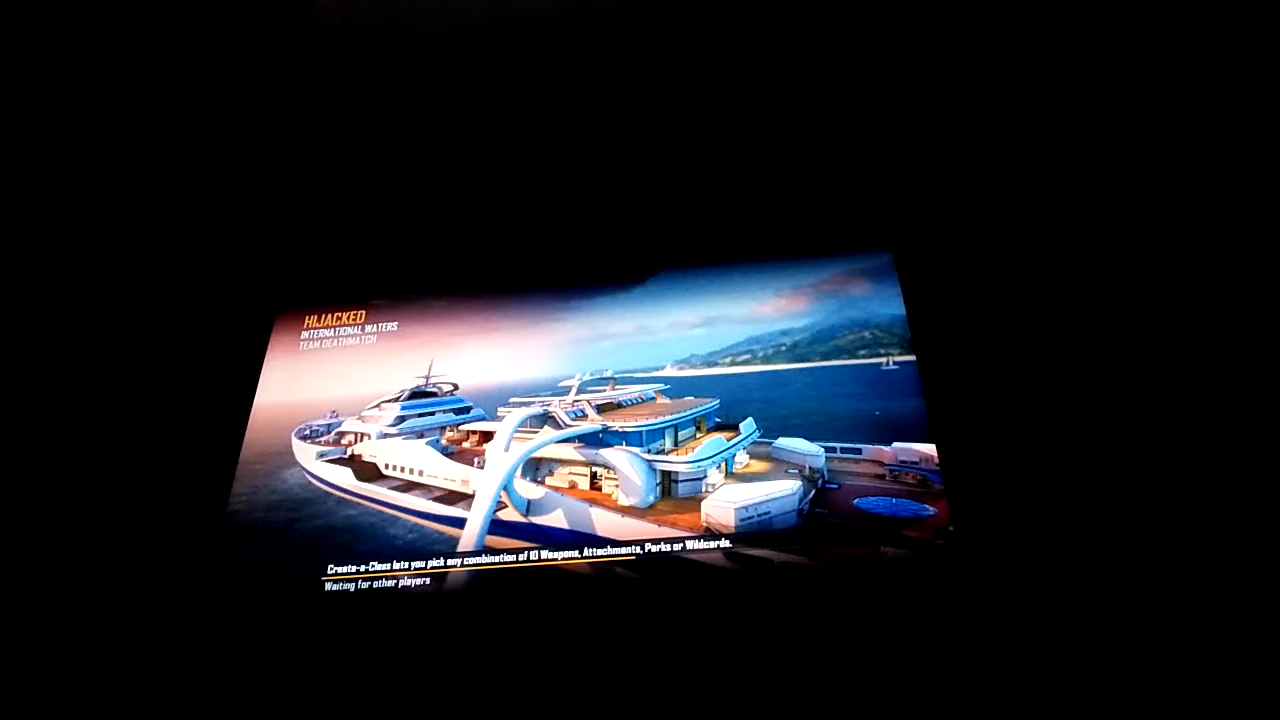 HIJACKED
INTERNATIONAL WATERS
TEAM DEATHMATCH
Create-a-Class lets you pick any combination of 10 Weapons, Attachments, Perks or Wildcards.
Waiting for other players